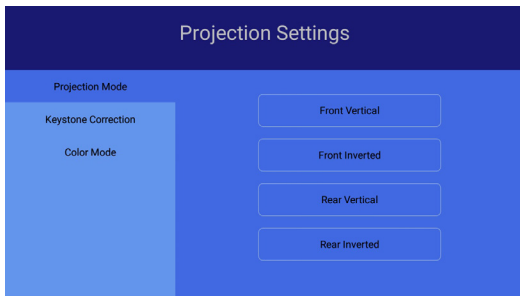 Projection Settings
Projection Mode
Keystone Correction
Color Mode
Front Vertical
Front Inverted
Rear Vertical
Rear Inverted